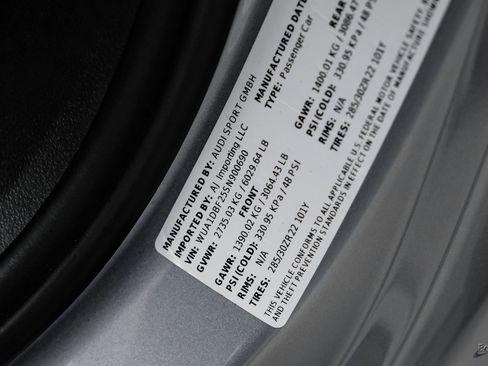 MANUFACTURED BY: AUDI SPORT GMBH
IMPORTED BY: AJ Importing LLC
VIN: WUA1DBF25SN900690
GVWR: 2735.03 KG / 6029.64 LB
FRONT
GAWR: 1390.02 KG / 3064.43 LB
PSI (COLD): 330.95 KPa / 48 PSI
RIMS: N/A
TIRES: 285/30ZR22 101Y
MANUFACTURED DATE
TYPE: Passenger Car
REAR
GAWR: 1400.01 KG / 3086.47
PSI (COLD): 330.95 KPa / 48 PSI
RIMS: N/A
TIRES: 285/30ZR22 101Y
THIS VEHICLE CONFORMS TO ALL APPLICABLE U.S. FEDERAL MOTOR VEHICLE SAFETY,
AND THEFT PREVENTION STANDARDS IN EFFECT ON THE DATE OF MANUFACTURE SHOWN